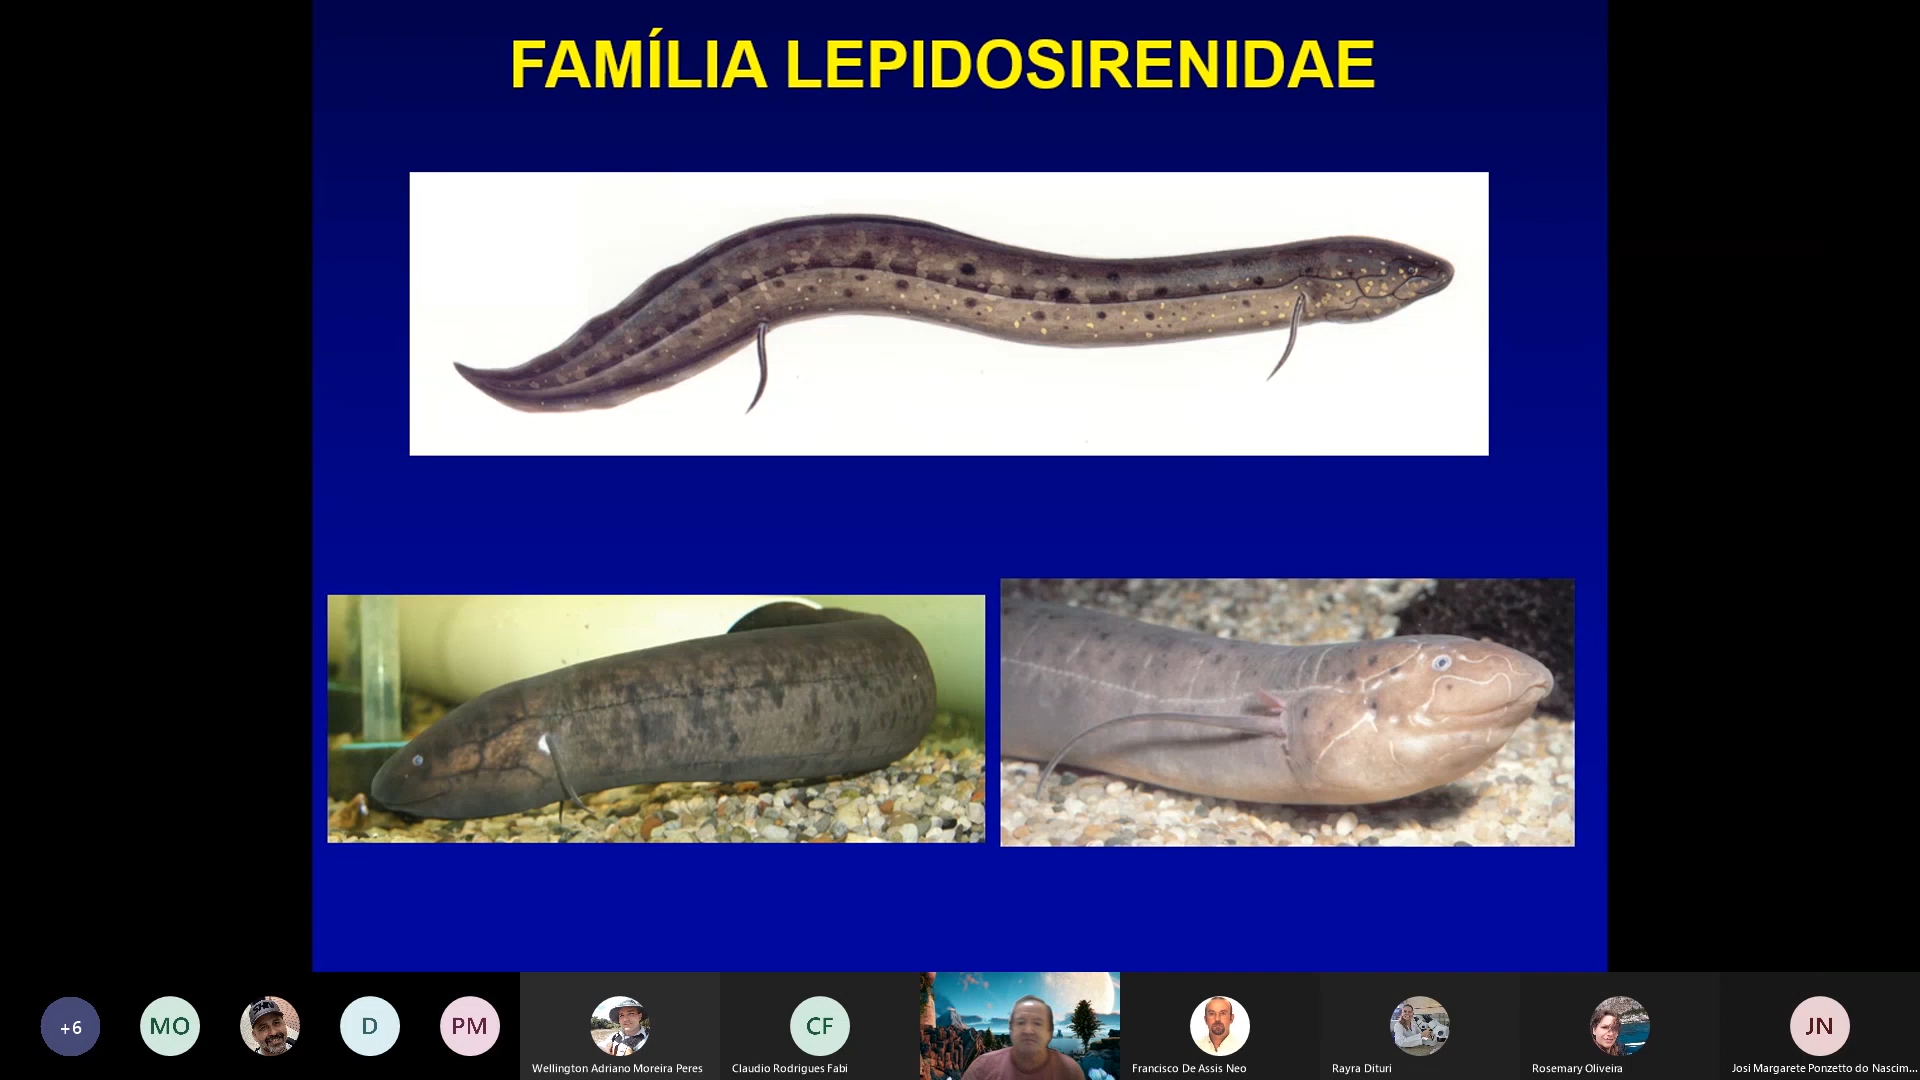 FAMÍLIA LEPIDOSIRENIDAE
+6
MO
D
PM
Wellington Adriano Moreira Peres
CF
Claudio Rodrigues Fabi
Francisco De Assis Neo
Rayra Dituri
Rosemary Oliveira
JN
Josi Margarete Ponzetto do Nascim...